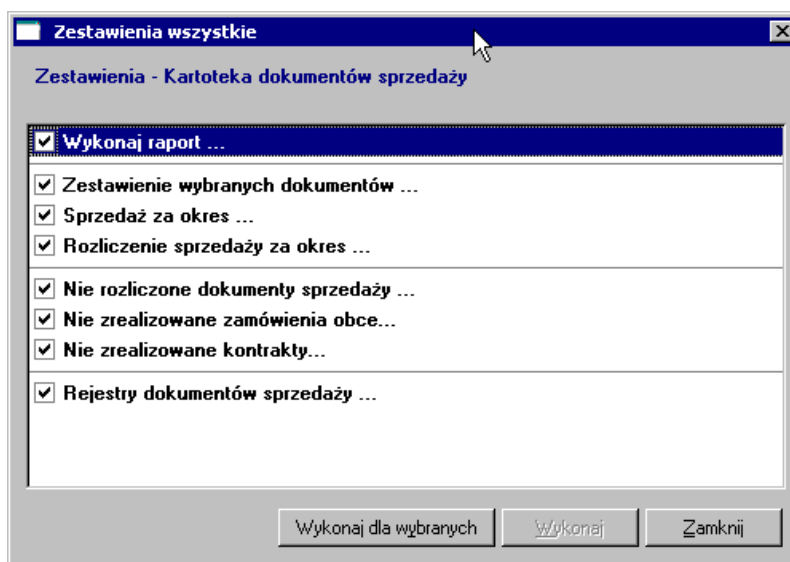 Zestawienia wszystkie
Zestawienia - Kartoteka dokumentów sprzedaży
Wykonaj raport ...
Zestawienie wybranych dokumentów ...
Sprzedaż za okres ...
Rozliczenie sprzedaży za okres ...
Nie rozliczone dokumenty sprzedaży ...
Nie zrealizowane zamówienia obce...
Nie zrealizowane kontrakty...
Rejestry dokumentów sprzedaży ...
Wykonaj dla wybranych Wykonaj Zamknij